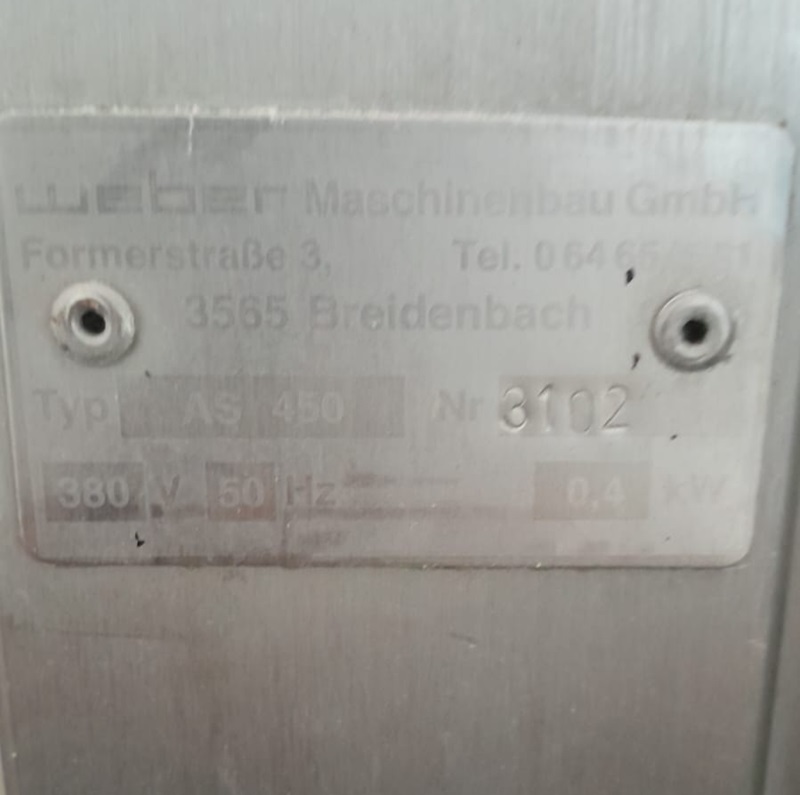 weber Maschinenbau GmbH
Formerstraße 3, Tel. 06465
3565 Breidenbach
Typ AS 450 Nr 3102
380 V 50 Hz 0,4 kW